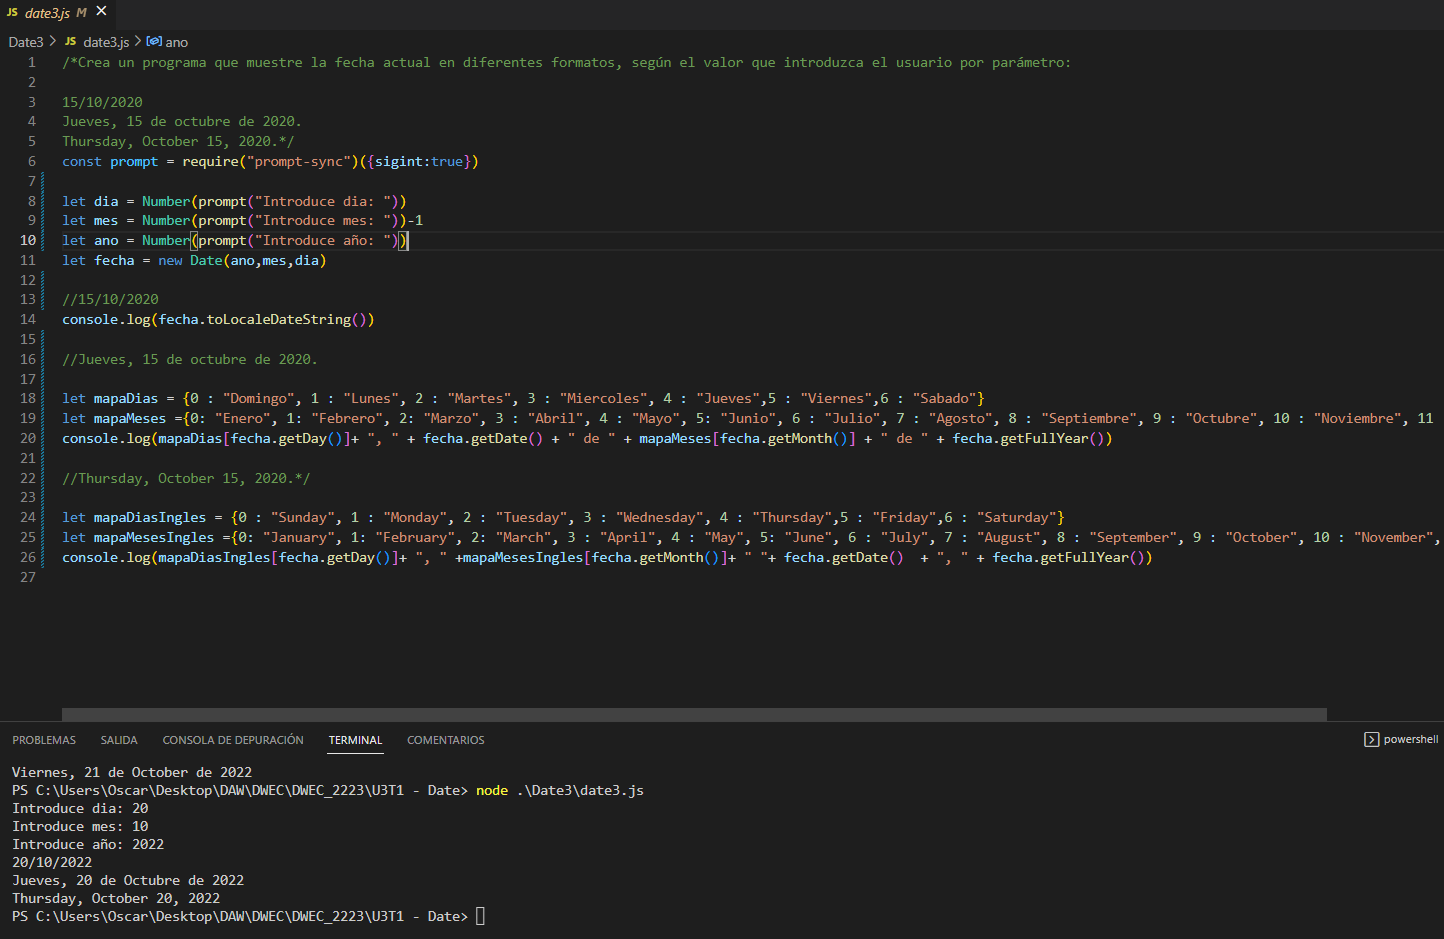 JS date3.js M ×
Date3 > JS date3.js > ano
1 /*Crea un programa que muestre la fecha actual en diferentes formatos, según el valor que introduzca el usuario por parámetro:
2
3 15/10/2020
4 Jueves, 15 de octubre de 2020.
5 Thursday, October 15, 2020.*/
6 const prompt = require("prompt-sync")({sigint:true})
7
8 let dia = Number(prompt("Introduce dia: "))
9 let mes = Number(prompt("Introduce mes: "))-1
10 let ano = Number(prompt("Introduce año: "))
11 let fecha = new Date(ano,mes,dia)
12
13 //15/10/2020
14 console.log(fecha.toLocaleDateString())
15
16 //Jueves, 15 de octubre de 2020.
17
18 let mapaDias = {0 : "Domingo", 1 : "Lunes", 2 : "Martes", 3 : "Miercoles", 4 : "Jueves",5 : "Viernes",6 : "Sabado"}
19 let mapaMeses ={0: "Enero", 1: "Febrero", 2: "Marzo", 3 : "Abril", 4 : "Mayo", 5: "Junio", 6 : "Julio", 7 : "Agosto", 8 : "Septiembre", 9 : "Octubre", 10 : "Noviembre", 11
20 console.log(mapaDias[fecha.getDay()]+ ", " + fecha.getDate() + " de " + mapaMeses[fecha.getMonth()] + " de " + fecha.getFullYear())
21
22 //Thursday, October 15, 2020.*/
23
24 let mapaDiasIngles = {0 : "Sunday", 1 : "Monday", 2 : "Tuesday", 3 : "Wednesday", 4 : "Thursday",5 : "Friday",6 : "Saturday"}
25 let mapaMesesIngles ={0: "January", 1: "February", 2: "March", 3 : "April", 4 : "May", 5: "June", 6 : "July", 7 : "August", 8 : "September", 9 : "October", 10 : "November",
26 console.log(mapaDiasIngles[fecha.getDay()]+ ", " +mapaMesesIngles[fecha.getMonth()]+ " "+ fecha.getDate()  + ", " + fecha.getFullYear())
27
PROBLEMAS SALIDA CONSOLA DE DEPURACIÓN TERMINAL COMENTARIOS powershell
Viernes, 21 de October de 2022
PS C:\Users\Oscar\Desktop\DAW\DWEC\DWEC_2223\U3T1 - Date> node .\Date3\date3.js
Introduce dia: 20
Introduce mes: 10
Introduce año: 2022
20/10/2022
Jueves, 20 de Octubre de 2022
Thursday, October 20, 2022
PS C:\Users\Oscar\Desktop\DAW\DWEC\DWEC_2223\U3T1 - Date>